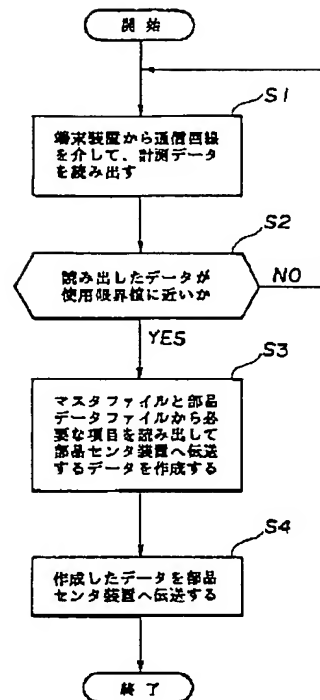 開始
S1
端末装置から通信回線
を介して、計測データ
を読み出す
S2
読み出したデータが
使用限界値に近いか
NO
YES
S3
マスタファイルと部品
データファイルから必
要な項目を読み出して
部品センタ装置へ伝送
するデータを作成する
S4
作成したデータを部品
センタ装置へ伝送する
終了